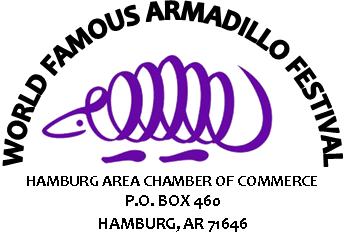 WORLD FAMOUS ARMADILLO FESTIVAL
HAMBURG AREA CHAMBER OF COMMERCE
P.O. BOX 460
HAMBURG, AR 71646